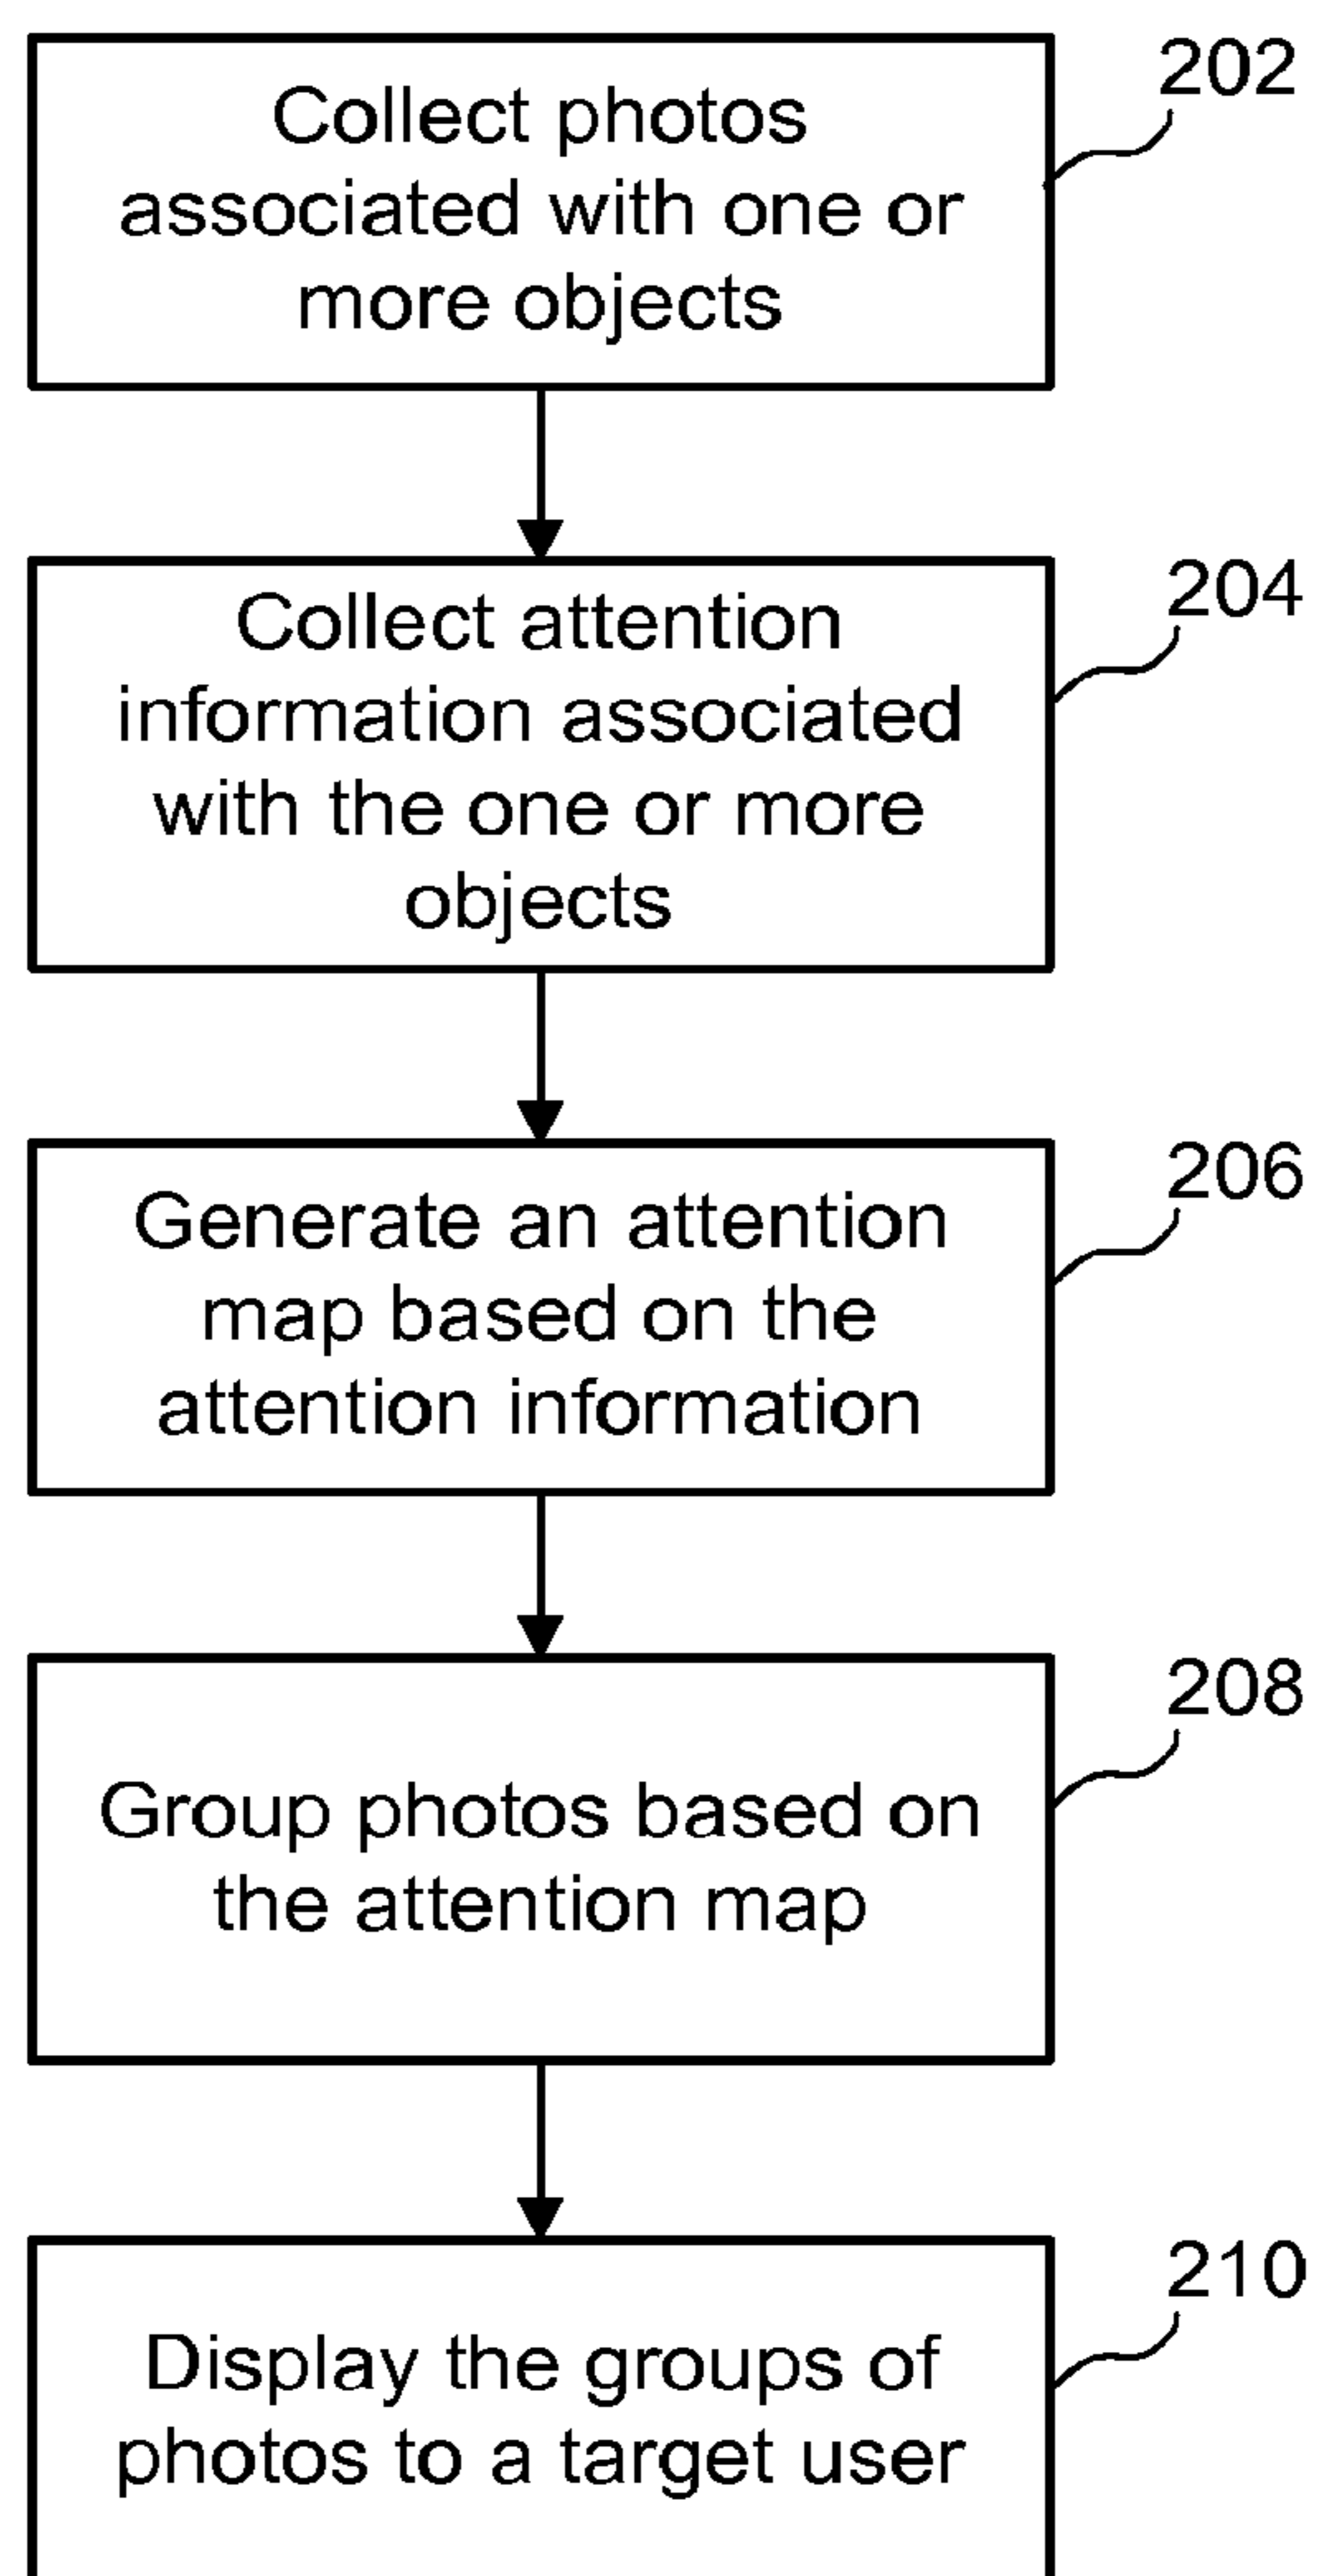 Collect photos
associated with one or
more objects
202
Collect attention
information associated
with the one or more
objects
204
Generate an attention
map based on the
attention information
206
Group photos based on
the attention map
208
Display the groups of
photos to a target user
210